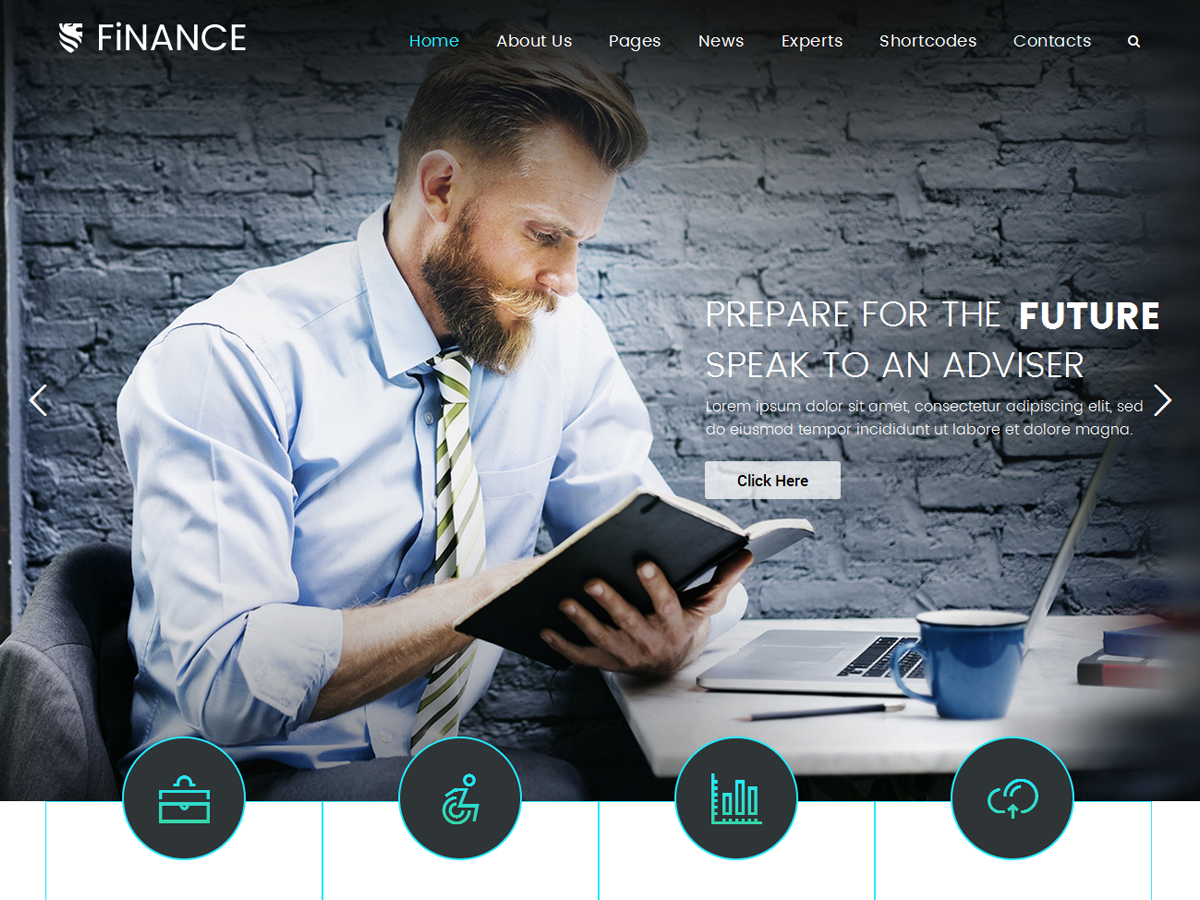 FiNANCE
Home About Us Pages News Experts Shortcodes Contacts
PREPARE FOR THE FUTURE
SPEAK TO AN ADVISER
Lorem ipsum dolor sit amet, consectetur adipiscing elit, sed
do eiusmod tempor incididunt ut labore et dolore magna.
Click Here